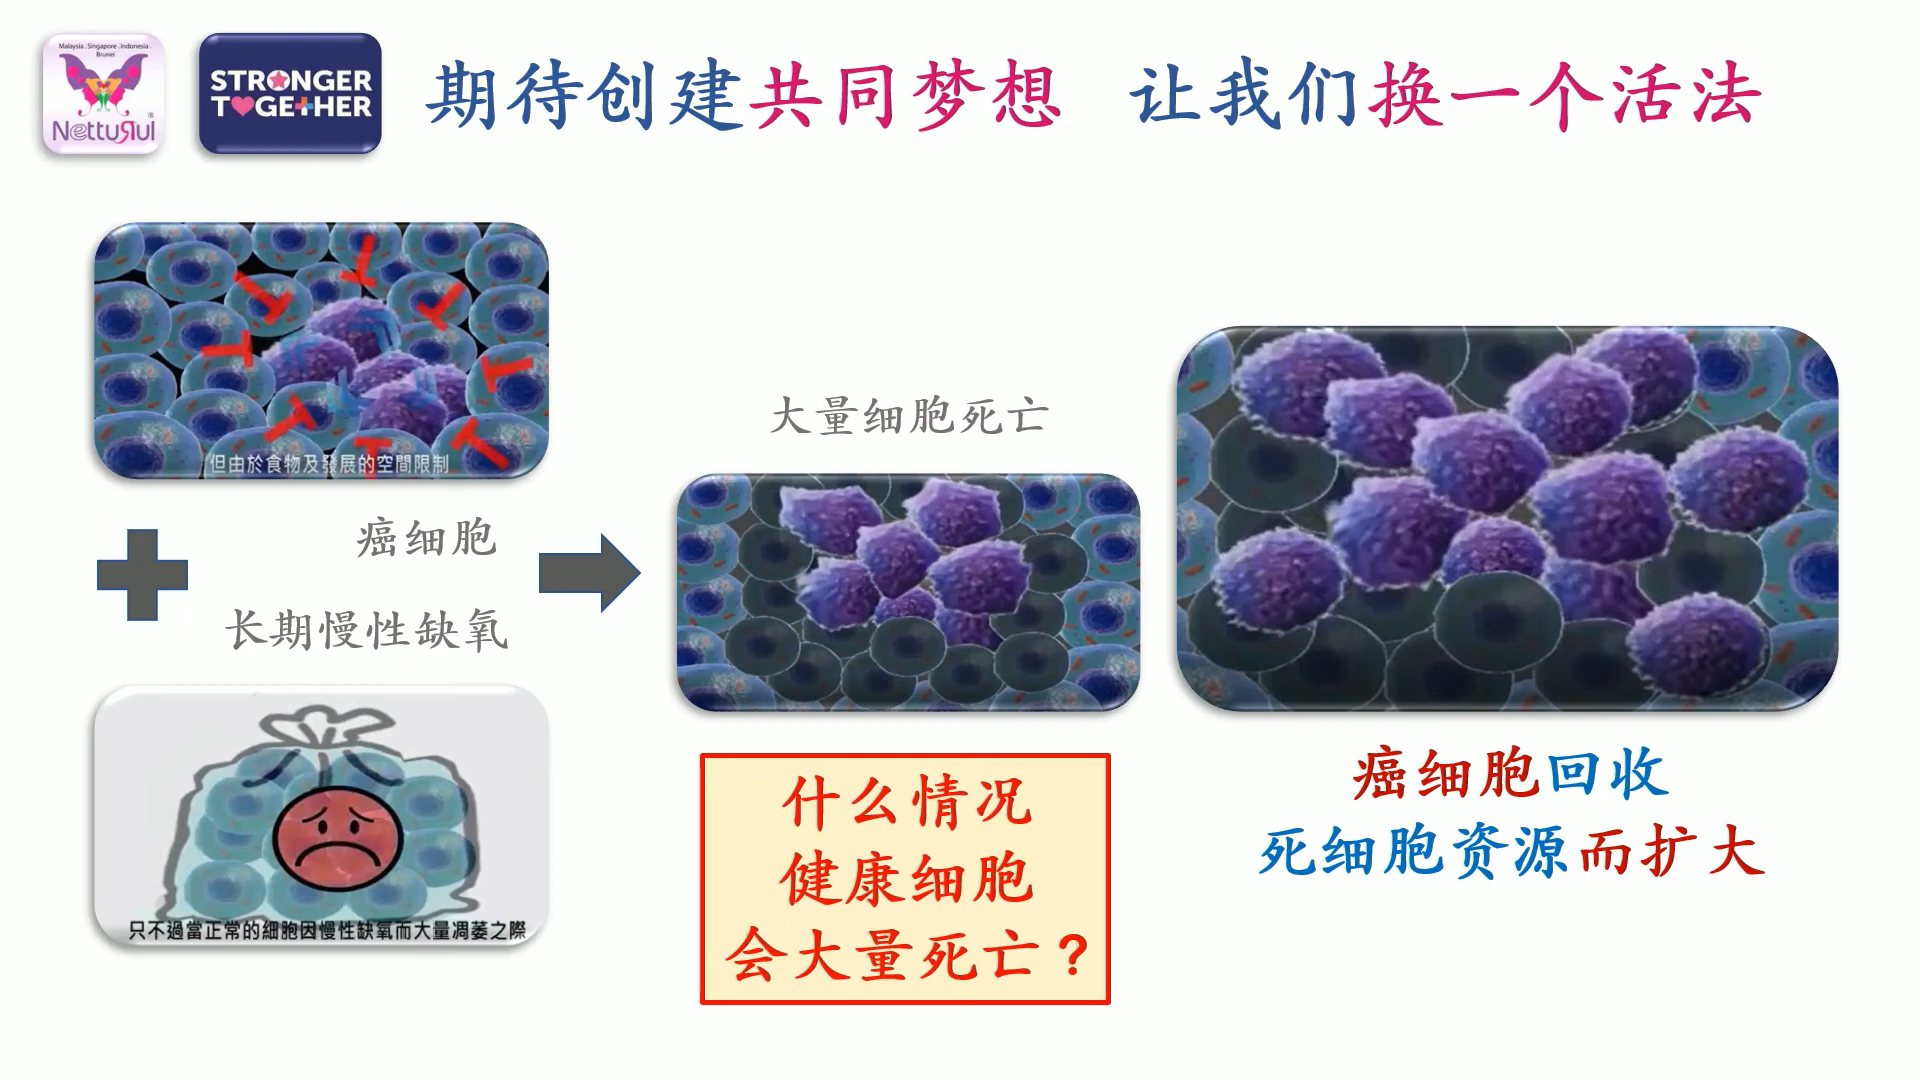 Malaysia . Singapore . Indonesia .
Brunei
NettuЯul
®
STRONGER
TOGETHER
期待创建共同梦想 让我们换一个活法
但由於食物及發展的空間限制
癌细胞
长期慢性缺氧
只不過當正常的細胞因慢性缺氧而大量凋萎之際
大量细胞死亡
什么情况
健康细胞
会大量死亡？
癌细胞回收
死细胞资源而扩大